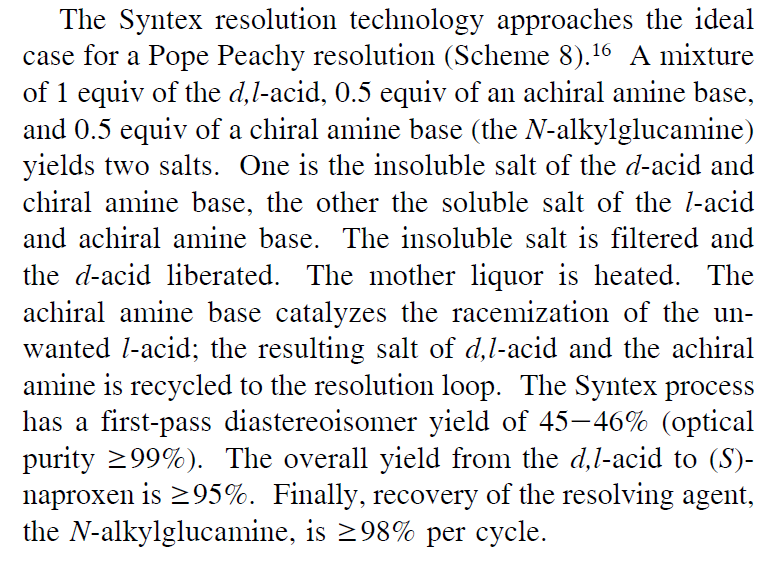 The Syntex resolution technology approaches the ideal
case for a Pope Peachy resolution (Scheme 8).16 A mixture
of 1 equiv of the d,l-acid, 0.5 equiv of an achiral amine base,
and 0.5 equiv of a chiral amine base (the N-alkylglucamine)
yields two salts. One is the insoluble salt of the d-acid and
chiral amine base, the other the soluble salt of the l-acid
and achiral amine base. The insoluble salt is filtered and
the d-acid liberated. The mother liquor is heated. The
achiral amine base catalyzes the racemization of the un-
wanted l-acid; the resulting salt of d,l-acid and the achiral
amine is recycled to the resolution loop. The Syntex process
has a first-pass diastereoisomer yield of 45−46% (optical
purity ≥99%). The overall yield from the d,l-acid to (S)-
naproxen is ≥95%. Finally, recovery of the resolving agent,
the N-alkylglucamine, is ≥98% per cycle.